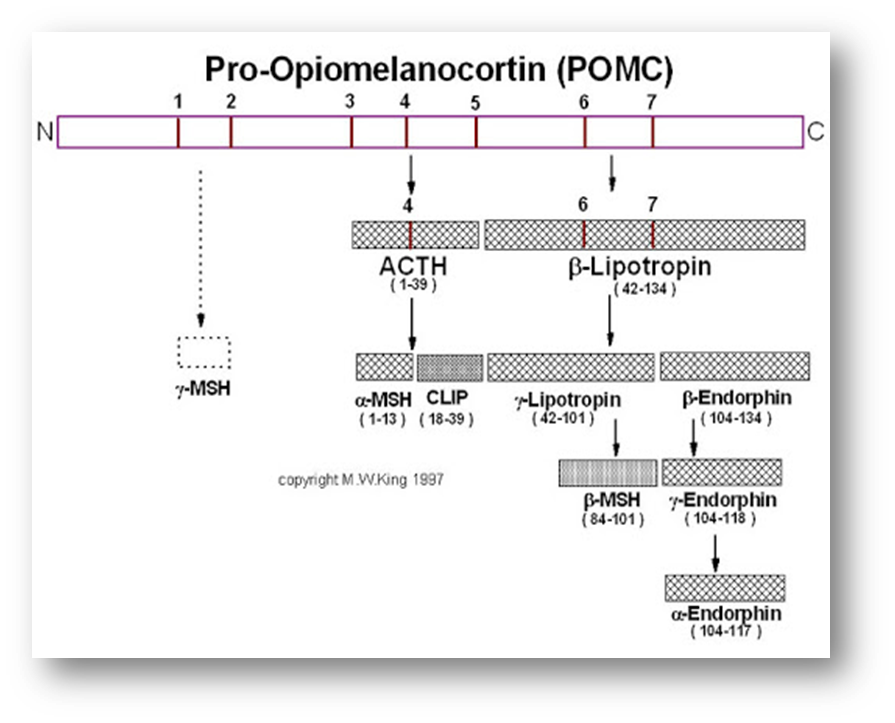 Pro-Opiomelanocortin (POMC)
1 2 3 4 5 6 7
N C
4 6 7
ACTH β-Lipotropin
( 1-39 ) ( 42-134 )
γ-MSH
α-MSH CLIP γ-Lipotropin β-Endorphin
( 1-13 ) ( 18-39 ) ( 42-101 ) ( 104-134 )
copyright M.W.King 1997
β-MSH γ-Endorphin
( 84-101 ) ( 104-118 )
α-Endorphin
( 104-117 )